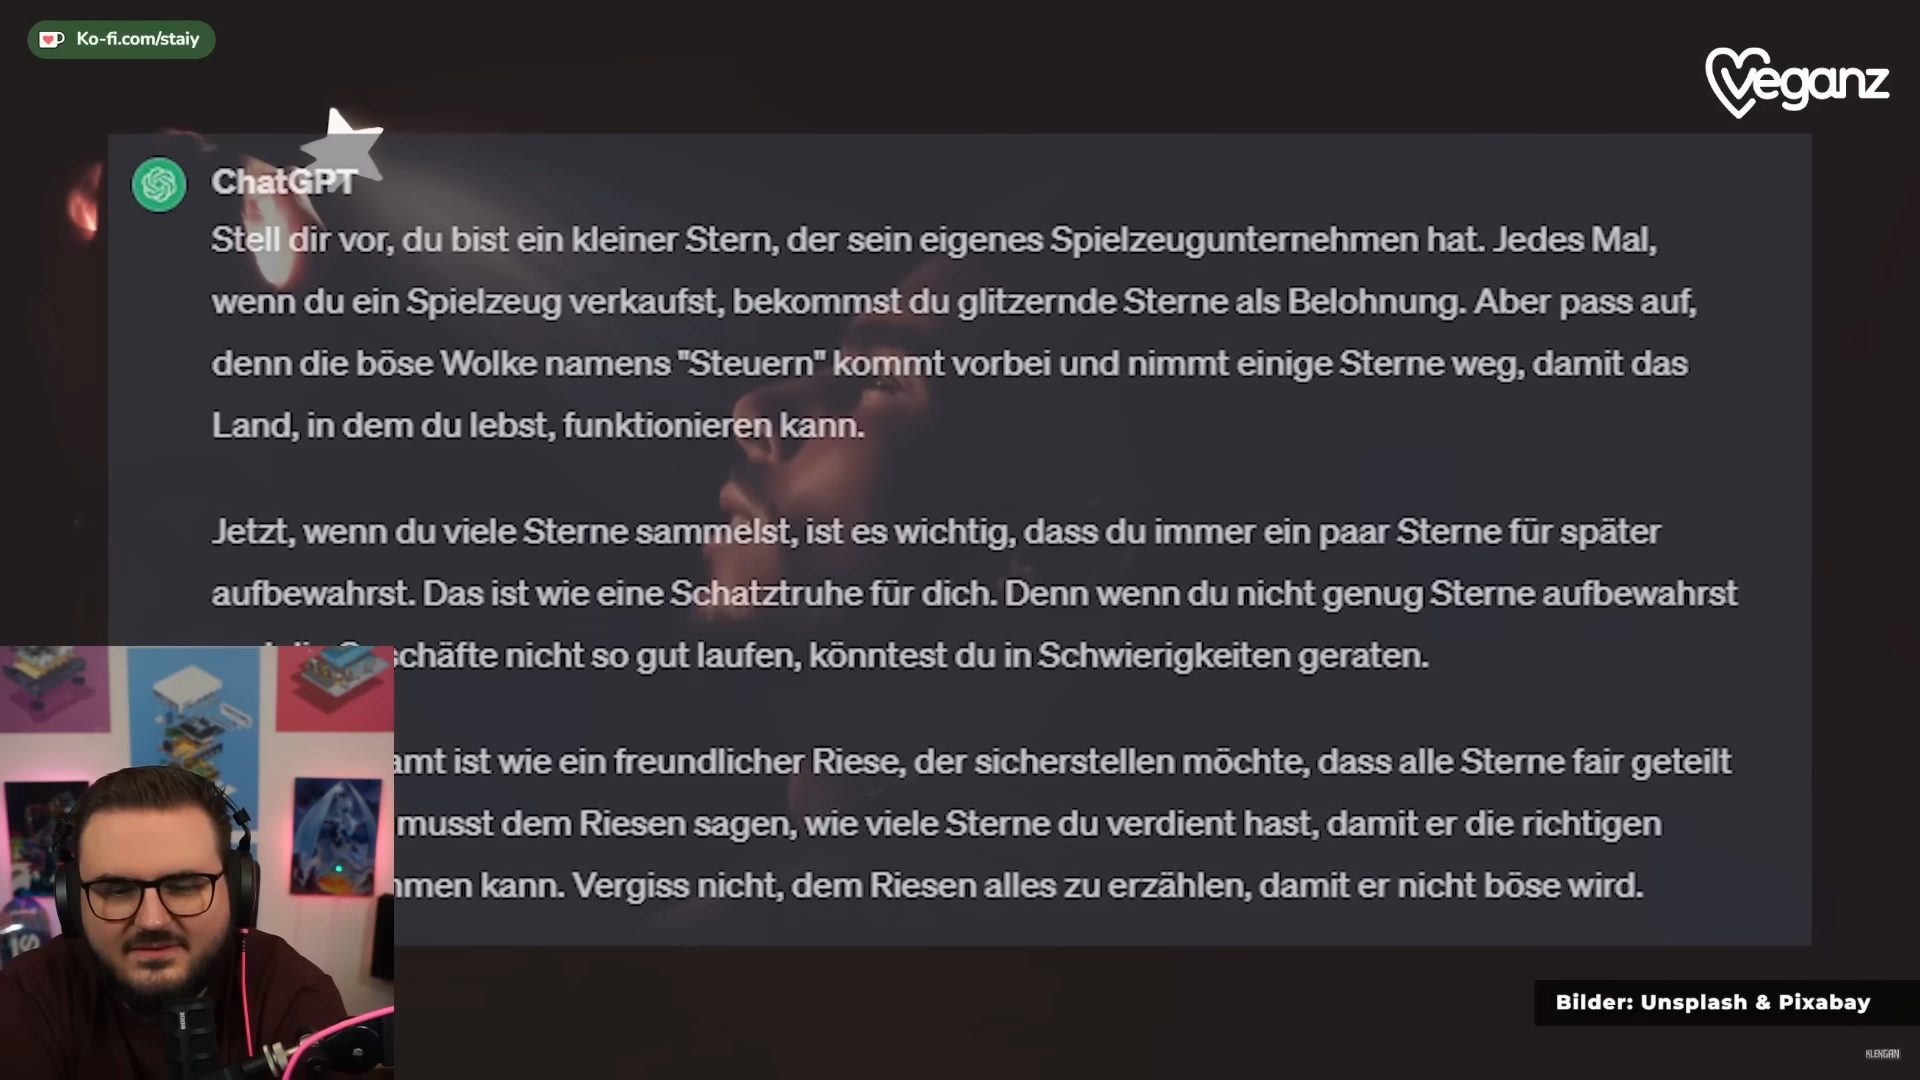 Ko-fi.com/staiy
Veganz
ChatGPT
Stell dir vor, du bist ein kleiner Stern, der sein eigenes Spielzeugunternehmen hat. Jedes Mal,
wenn du ein Spielzeug verkaufst, bekommst du glitzernde Sterne als Belohnung. Aber pass auf,
denn die böse Wolke namens "Steuern" kommt vorbei und nimmt einige Sterne weg, damit das
Land, in dem du lebst, funktionieren kann.
Jetzt, wenn du viele Sterne sammelst, ist es wichtig, dass du immer ein paar Sterne für später
aufbewahrst. Das ist wie eine Schatztruhe für dich. Denn wenn du nicht genug Sterne aufbewahrst
nicht so gut laufen, könntest du in Schwierigkeiten geraten.
ist wie ein freundlicher Riese, der sicherstellen möchte, dass alle Sterne fair geteilt
musst dem Riesen sagen, wie viele Sterne du verdient hast, damit er die richtigen
kann. Vergiss nicht, dem Riesen alles zu erzählen, damit er nicht böse wird.
Bilder: Unsplash & Pixabay
KLENGAN